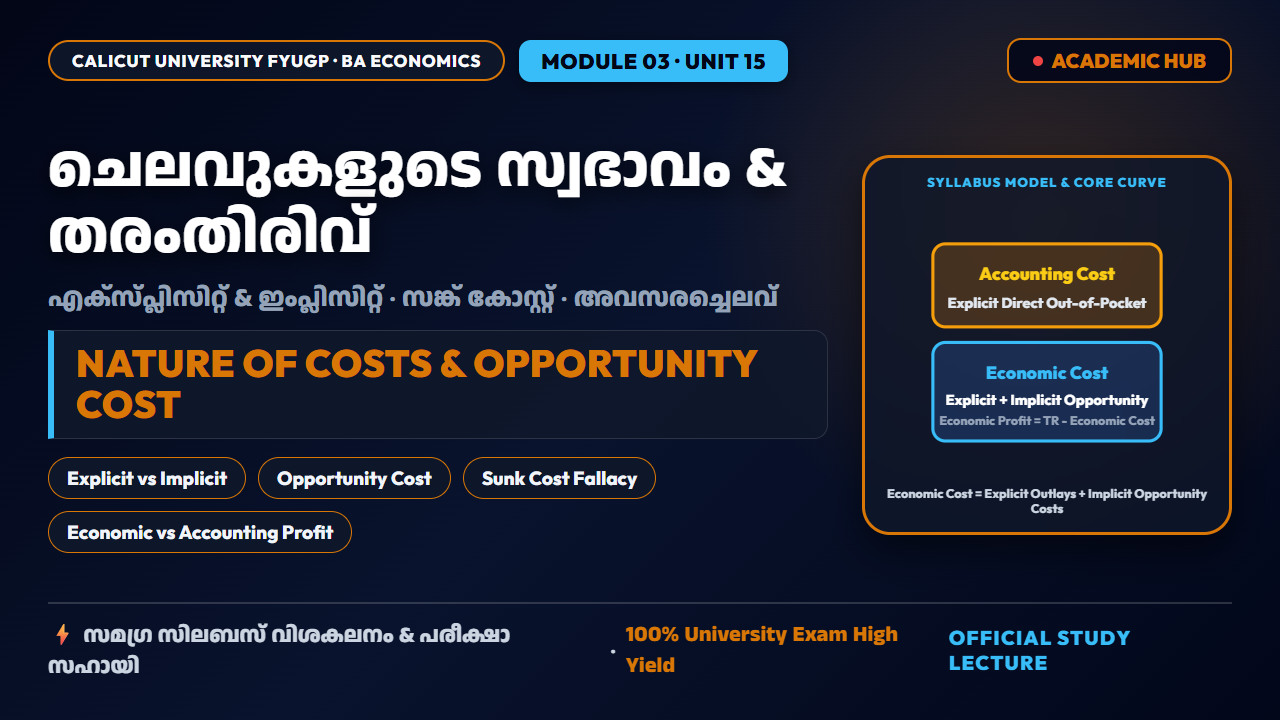 CALICUT UNIVERSITY FYUGP · BA ECONOMICS
MODULE 03 · UNIT 15
ACADEMIC HUB
ചെലവുകളുടെ സ്വഭാവം &
തരംതിരിവ്
എക്സ്പ്ലിസിറ്റ് & ഇംപ്ലിസിറ്റ് · സങ്ക് കോസ്റ്റ് · അവസരച്ചെലവ്
NATURE OF COSTS & OPPORTUNITY
COST
Explicit vs Implicit
Opportunity Cost
Sunk Cost Fallacy
Economic vs Accounting Profit
SYLLABUS MODEL & CORE CURVE
Accounting Cost
Explicit Direct Out-of-Pocket
Economic Cost
Explicit + Implicit Opportunity
Economic Profit = TR - Economic Cost
Economic Cost = Explicit Outlays + Implicit Opportunity
Costs
⚡ സമഗ്ര സിലബസ് വിശകലനം & പരീക്ഷാ
സഹായി
· 100% University Exam High
Yield
OFFICIAL STUDY
LECTURE